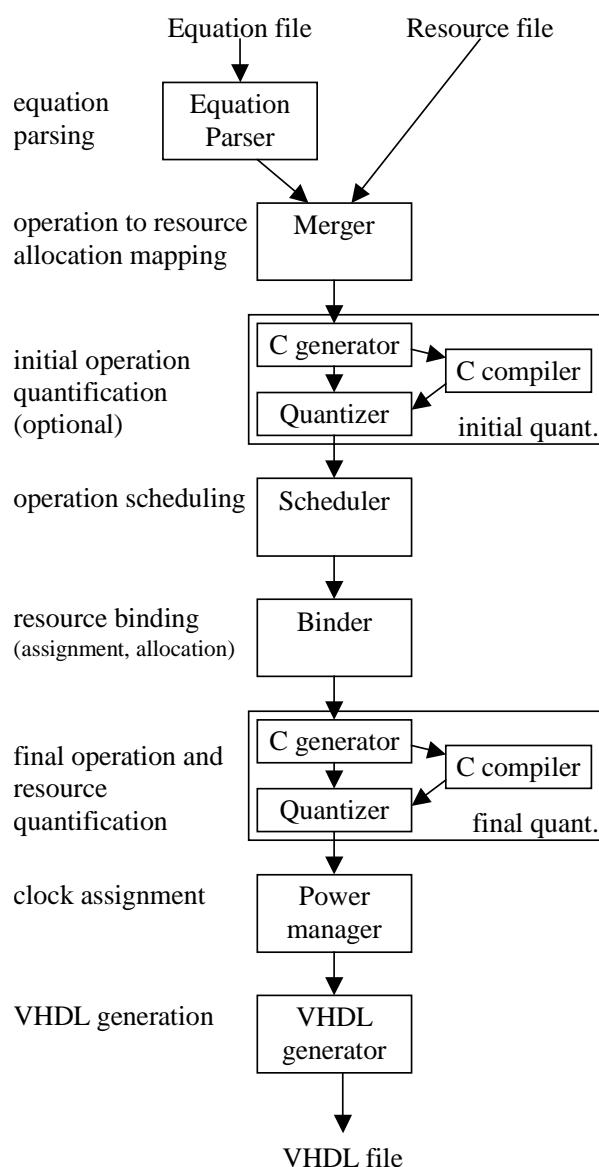 Equation file
Resource file
equation
parsing
Equation
Parser
operation to resource
allocation mapping
Merger
initial operation
quantification
(optional)
C generator
C compiler
Quantizer
initial quant.
operation scheduling
Scheduler
resource binding
(assignment, allocation)
Binder
final operation and
resource
quantification
C generator
C compiler
Quantizer
final quant.
clock assignment
Power
manager
VHDL generation
VHDL
generator
VHDL file